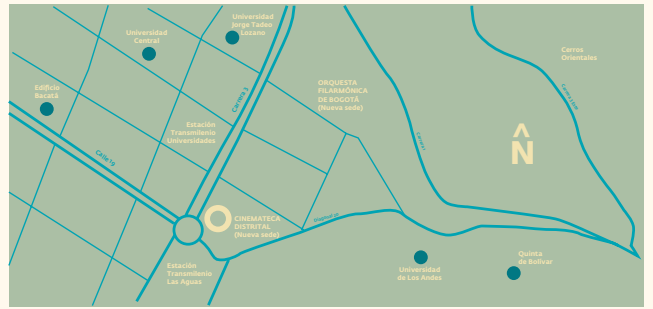 Universidad
Jorge Tadeo
Lozano
Universidad
Central
Cerros
Orientales
ORQUESTA
FILARMÓNICA
DE BOGOTÁ
(Nueva sede)
Edificio
Bacatá
Carrera 3
Estación
Transmilenio
Universidades
N
Calle 19
CINEMATECA
DISTRITAL
(Nueva sede)
Estación
Transmilenio
Las Aguas
Universidad
de Los Andes
Quinta
de Bolívar